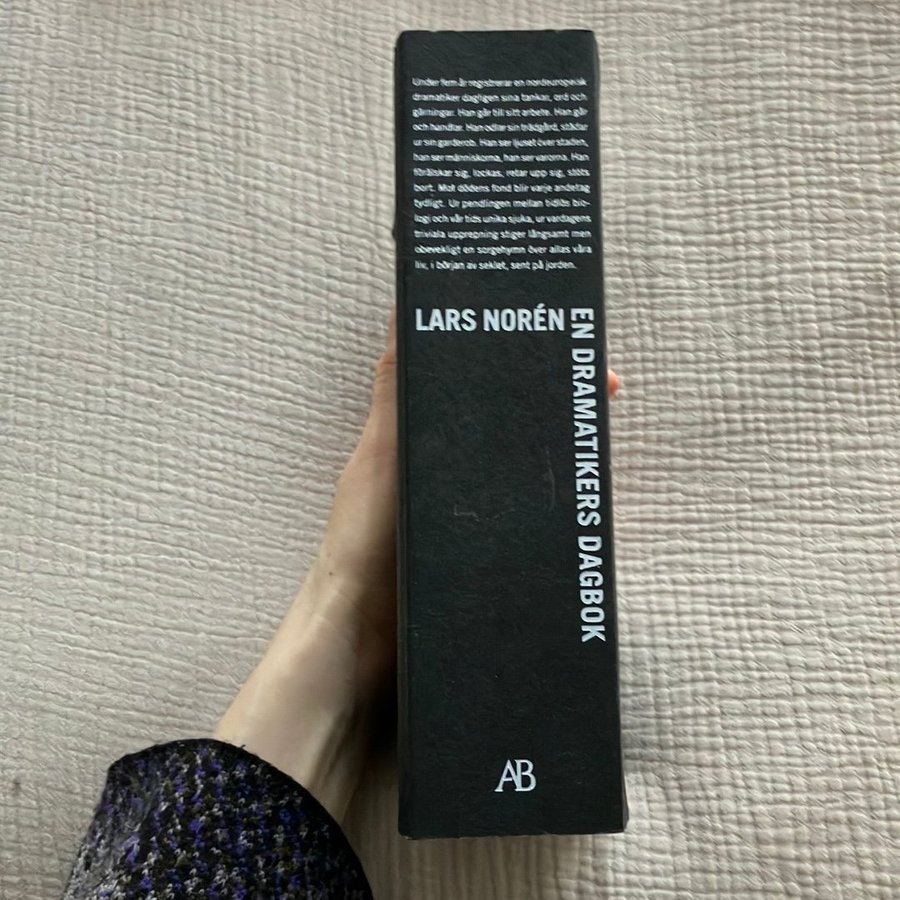 Under fem år registrerar en nordeuropeisk
dramatiker dagligen sina tankar, ord och
gärningar. Han går till sitt arbete. Han går
och handlar. Han odlar sin trädgård, städar
ur sin garderob. Han ser ljuset över staden,
han ser människorna, han ser varorna. Han
förälskar sig, lockas, retar upp sig, stöts
bort. Mot dödens fond blir varje andetag
tydligt. Ur pendlingen mellan tidlös bio-
logi och vår tids unika sjuka, ur vardagens
triviala upprepning stiger långsamt men
obevekligt en sorgehymn över allas våra
liv, i början av seklet, sent på jorden.
LARS NORÉN
EN DRAMATIKERS DAGBOK
AB